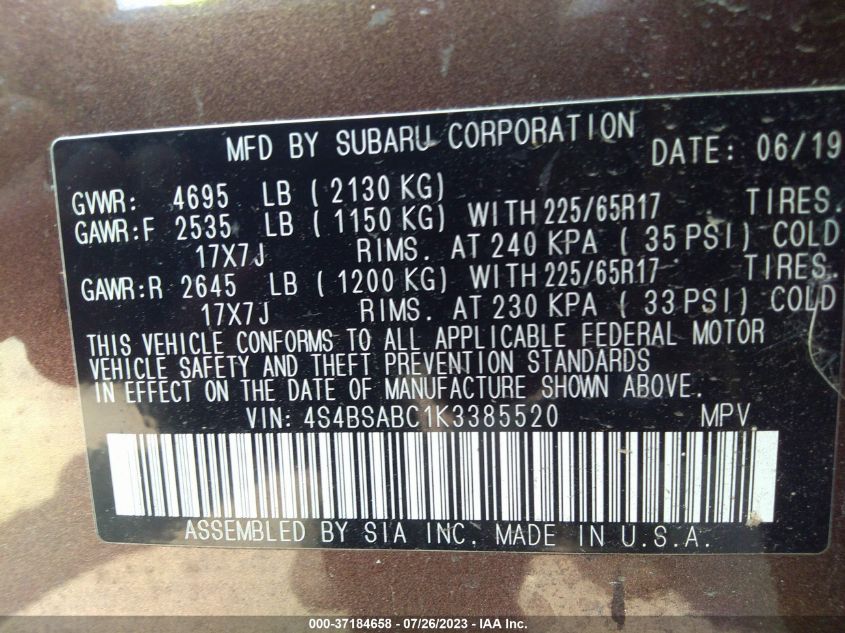 MFD BY SUBARU CORPORATION DATE: 06/19
GVWR: 4695 LB ( 2130 KG)
GAWR:F 2535 LB ( 1150 KG) WITH 225/65R17 TIRES.
17X7J RIMS. AT 240 KPA ( 35 PSI) COLD
GAWR:R 2645 LB ( 1200 KG) WITH 225/65R17 TIRES.
17X7J RIMS. AT 230 KPA ( 33 PSI) COLD
THIS VEHICLE CONFORMS TO ALL APPLICABLE FEDERAL MOTOR
VEHICLE SAFETY AND THEFT PREVENTION STANDARDS
IN EFFECT ON THE DATE OF MANUFACTURE SHOWN ABOVE.
VIN: 4S4BSABC1K3385520 MPV
ASSEMBLED BY SIA INC. MADE IN U.S.A.
000-37184658 - 07/26/2023 - IAA Inc.